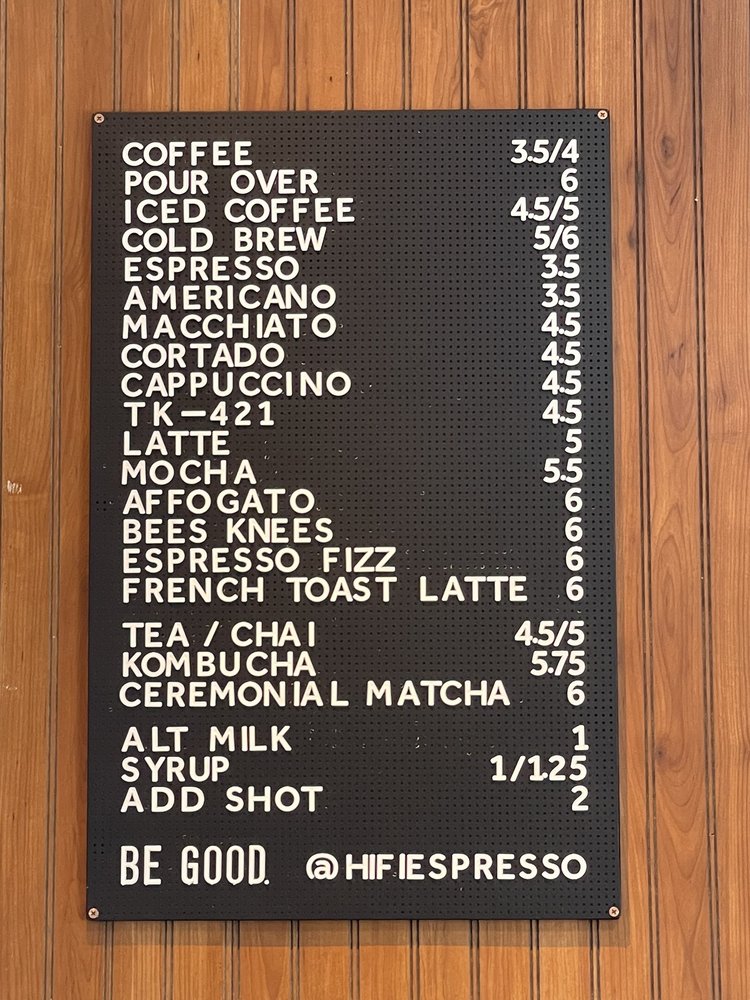 COFFEE 3.5/4
POUR OVER 6
ICED COFFEE 4.5/5
COLD BREW 5/6
ESPRESSO 3.5
AMERICANO 3.5
MACCHIATO 4.5
CORTADO 4.5
CAPPUCCINO 4.5
TK-421 4.5
LATTE 5
MOCHA 5.5
AFFOGATO 6
BEES KNEES 6
ESPRESSO FIZZ 6
FRENCH TOAST LATTE 6
TEA / CHAI 4.5/5
KOMBUCHA 5.75
CEREMONIAL MATCHA 6
ALT MILK 1
SYRUP 1/1.25
ADD SHOT 2
BE GOOD. @HIFIESPRESSO